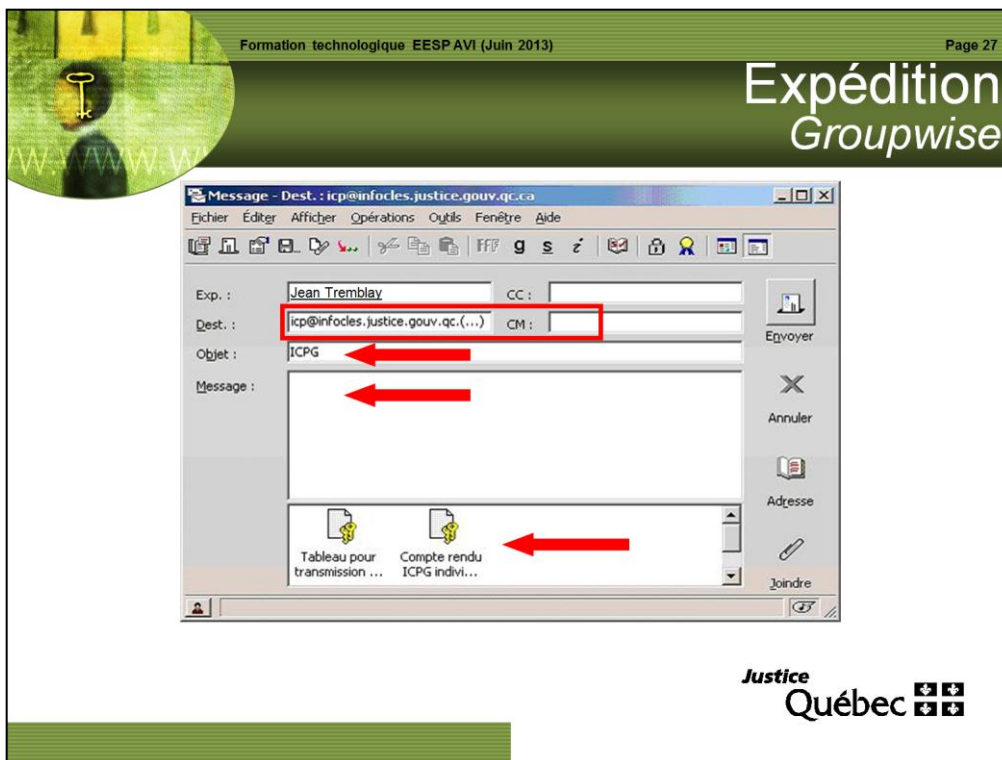 Formation technologique EESP AVI (Juin 2013) Page 27
Expédition
Groupwise
W.WWW.W
Message - Dest. : icp@infocles.justice.gouv.qc.ca
Fichier Éditer Afficher Opérations Outils Fenêtre Aide
g s i
Exp. : Jean Tremblay CC :
Dest. : icp@infocles.justice.gouv.qc.(...) CM :
Envoyer
Objet : ICPG
Message :
Annuler
Adresse
Tableau pour transmission ...
Compte rendu ICPG indivi...
Joindre
Justice
Québec